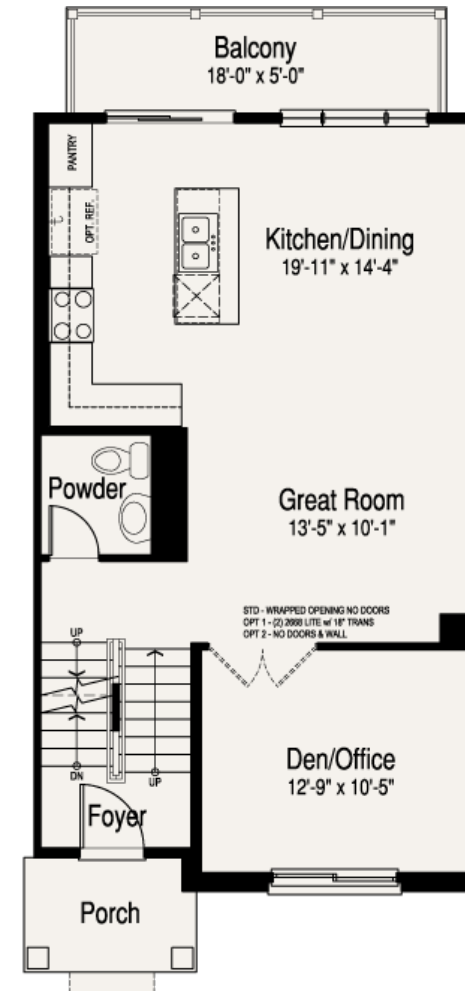 Balcony
18'-0" x 5'-0"
PANTRY
OPT. REF.
Kitchen/Dining
19'-11" x 14'-4"
Powder
Great Room
13'-5" x 10'-1"
STD - WRAPPED OPENING NO DOORS
OPT 1 - (2) 2668 LITE w/ 18" TRANS
OPT 2 - NO DOORS & WALL
UP
DN
UP
Den/Office
12'-9" x 10'-5"
Foyer
Porch